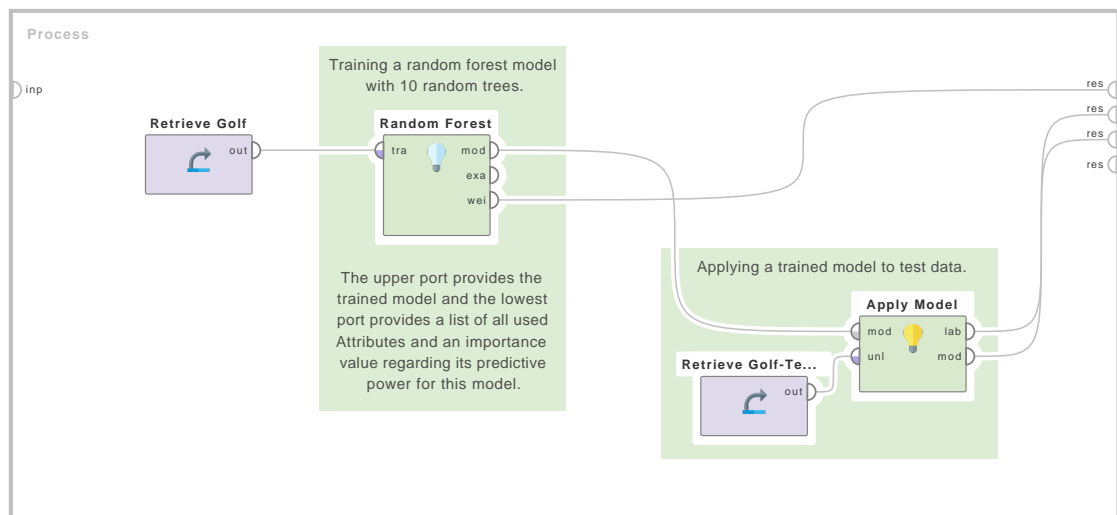 Process
inp
Training a random forest model
with 10 random trees.
Retrieve Golf
out
Random Forest
tra
mod
exa
wei
The upper port provides the
trained model and the lowest
port provides a list of all used
Attributes and an importance
value regarding its predictive
power for this model.
Applying a trained model to test data.
Apply Model
mod
lab
unl
mod
Retrieve Golf-Te...
out
res
res
res
res